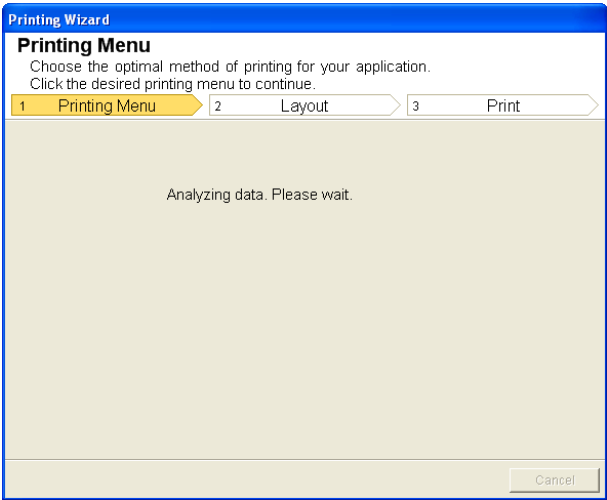 Printing Wizard
Printing Menu
Choose the optimal method of printing for your application.
Click the desired printing menu to continue.
1 Printing Menu 2 Layout 3 Print
Analyzing data. Please wait.
Cancel